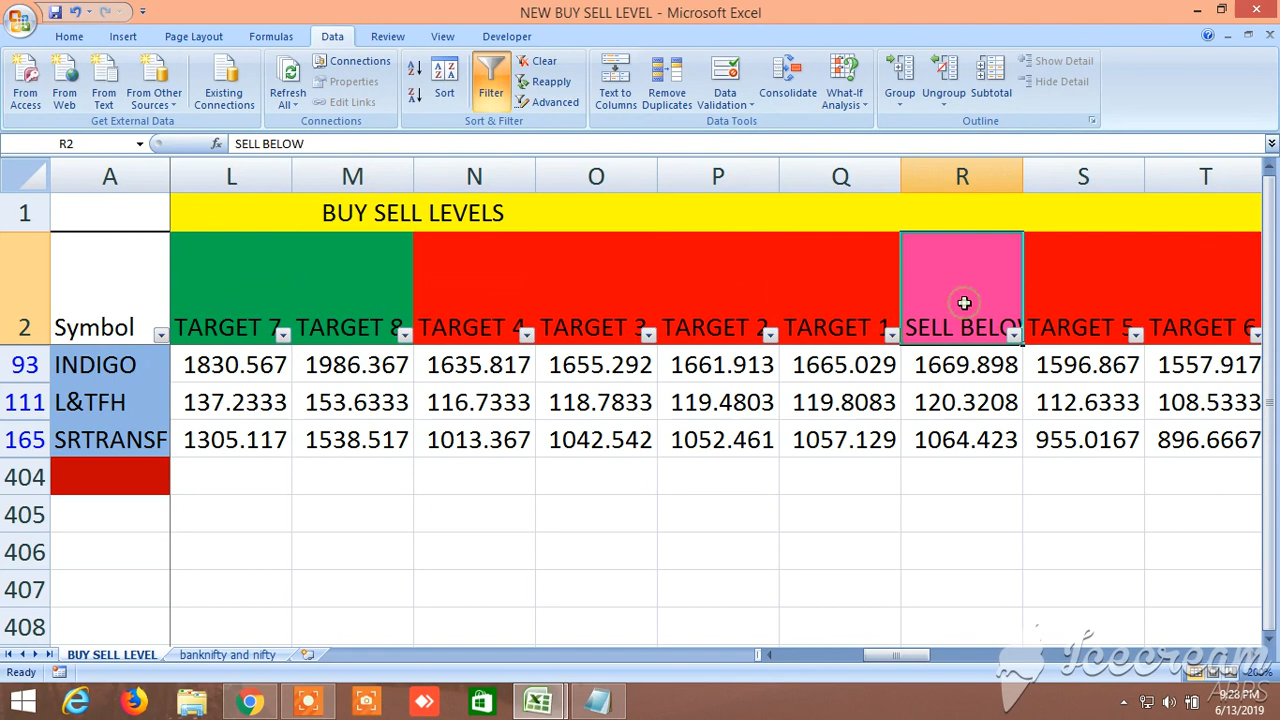 NEW BUY SELL LEVEL - Microsoft Excel
Home Insert Page Layout Formulas Data Review View Developer
From Access
From Web
From Text
From Other Sources
Existing Connections
Get External Data
Refresh All
Connections
Properties
Edit Links
Connections
Sort
Filter
Clear
Reapply
Advanced
Sort & Filter
Text to Columns
Remove Duplicates
Data Validation
Consolidate
What-If Analysis
Data Tools
Group
Ungroup
Subtotal
Show Detail
Hide Detail
Outline
R2 fx SELL BELOW
A L M N O P Q R S T
1 BUY SELL LEVELS
2 Symbol TARGET 7 TARGET 8 TARGET 4 TARGET 3 TARGET 2 TARGET 1 SELL BELOW TARGET 5 TARGET 6
93 INDIGO 1830.567 1986.367 1635.817 1655.292 1661.913 1665.029 1669.898 1596.867 1557.917
111 L&TFH 137.2333 153.6333 116.7333 118.7833 119.4803 119.8083 120.3208 112.6333 108.5333
165 SRTRANSF 1305.117 1538.517 1013.367 1042.542 1052.461 1057.129 1064.423 955.0167 896.6667
404
405
406
407
408
BUY SELL LEVEL banknifty and nifty
Ready 200%
Icecream
APPS
9:23 PM
6/13/2019